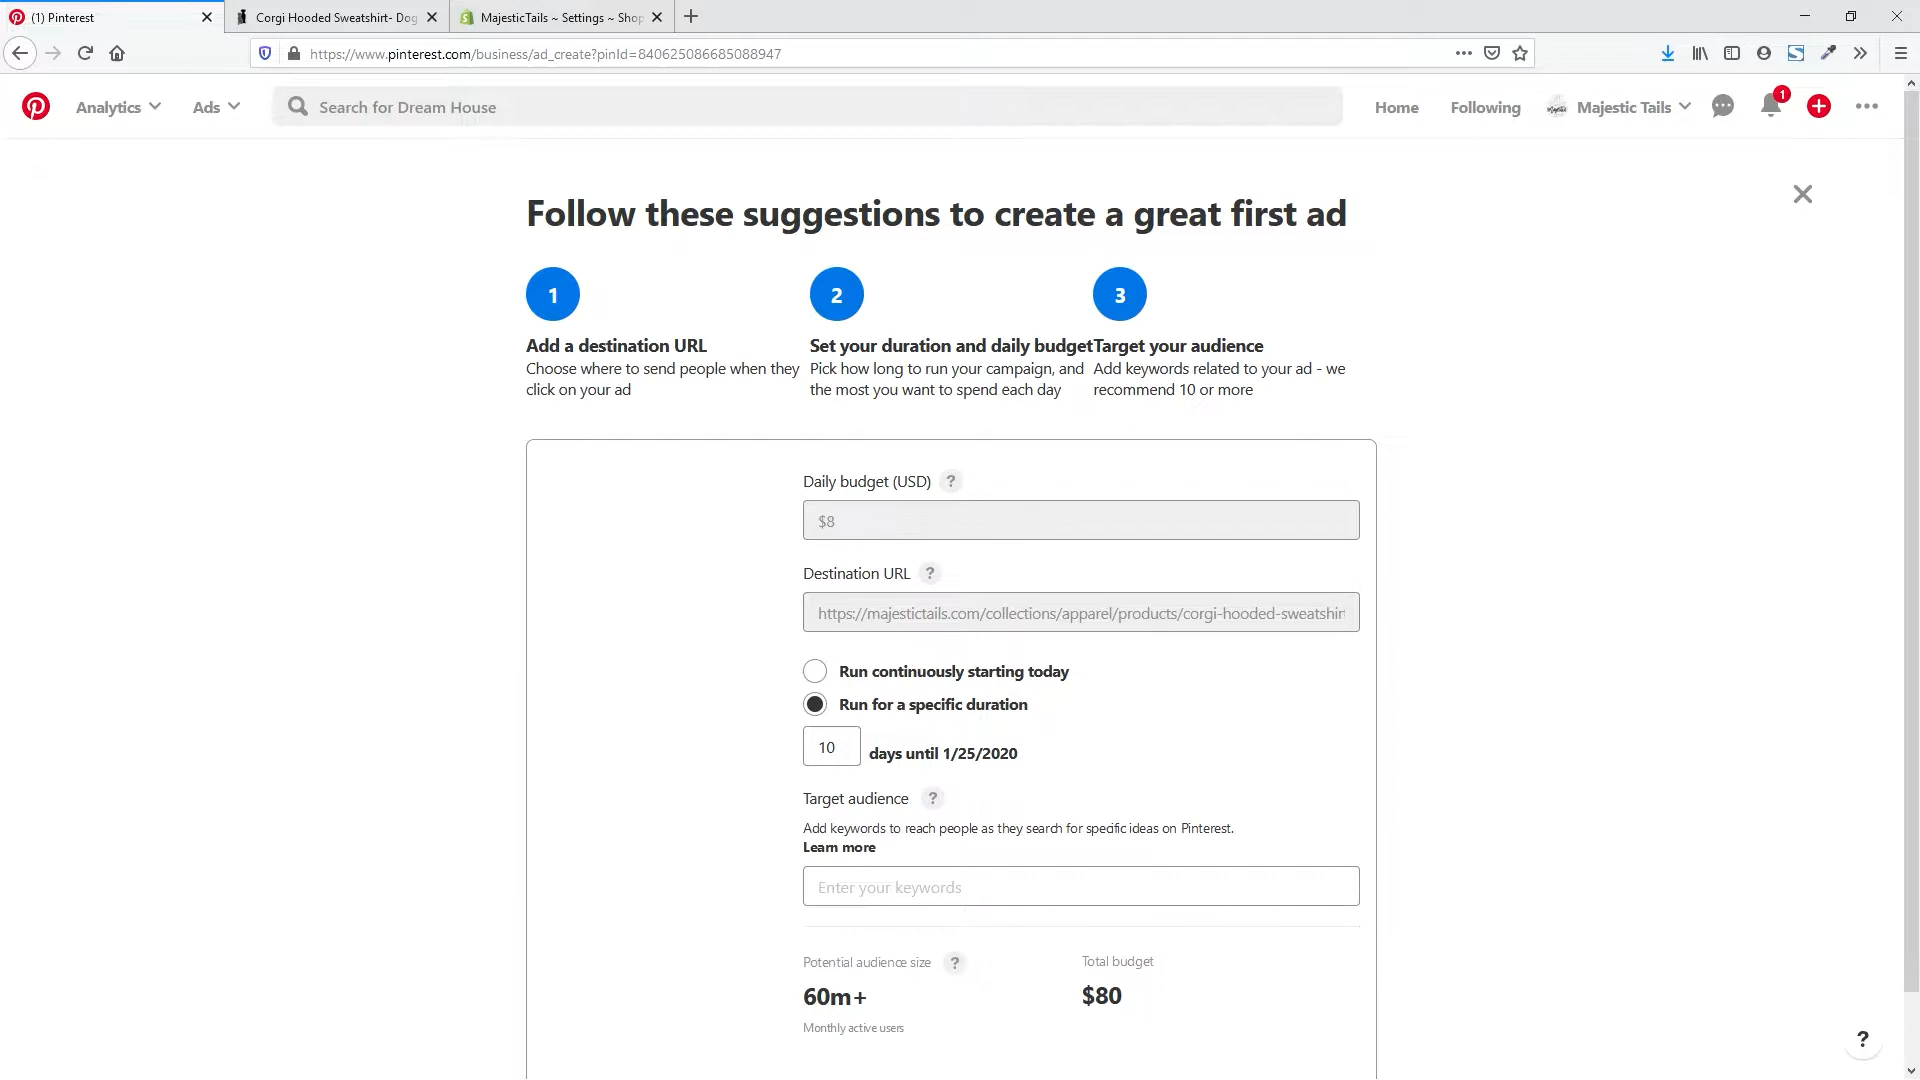 (1) Pinterest
Corgi Hooded Sweatshirt- Dog
MajesticTails ~ Settings ~ Shop
https://www.pinterest.com/business/ad_create?pinId=840625086685088947
Analytics
Ads
Search for Dream House
Home
Following
Majestic Tails
1
Follow these suggestions to create a great first ad
1
2
3
Add a destination URL
Choose where to send people when they
click on your ad
Set your duration and daily budget
Pick how long to run your campaign, and
the most you want to spend each day
Target your audience
Add keywords related to your ad - we
recommend 10 or more
Daily budget (USD) ?
$8
Destination URL ?
https://majestictails.com/collections/apparel/products/corgi-hooded-sweatshir
Run continuously starting today
Run for a specific duration
10 days until 1/25/2020
Target audience ?
Add keywords to reach people as they search for specific ideas on Pinterest.
Learn more
Enter your keywords
Potential audience size ?
60m+
Monthly active users
Total budget
$80
?